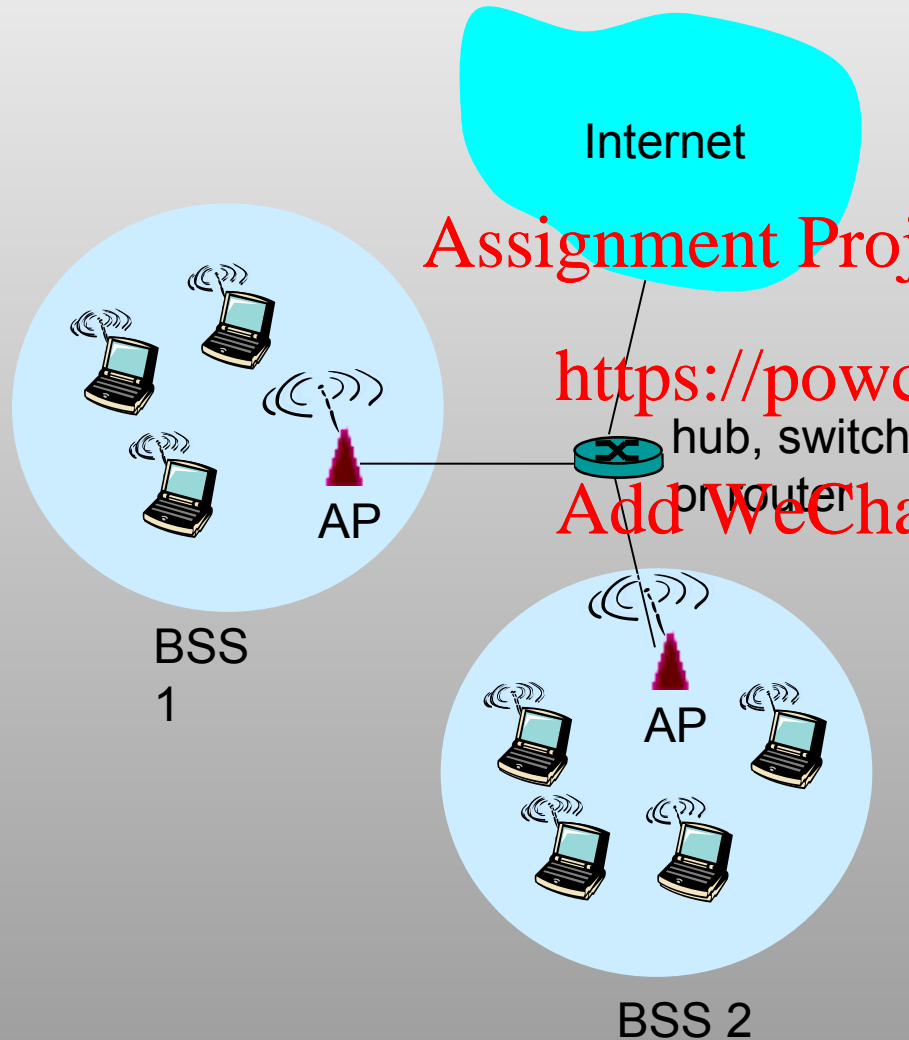 Internet
Assignment Proj
https://powc
hub, switch
or router
Add WeCha
AP
BSS
1
AP
BSS 2